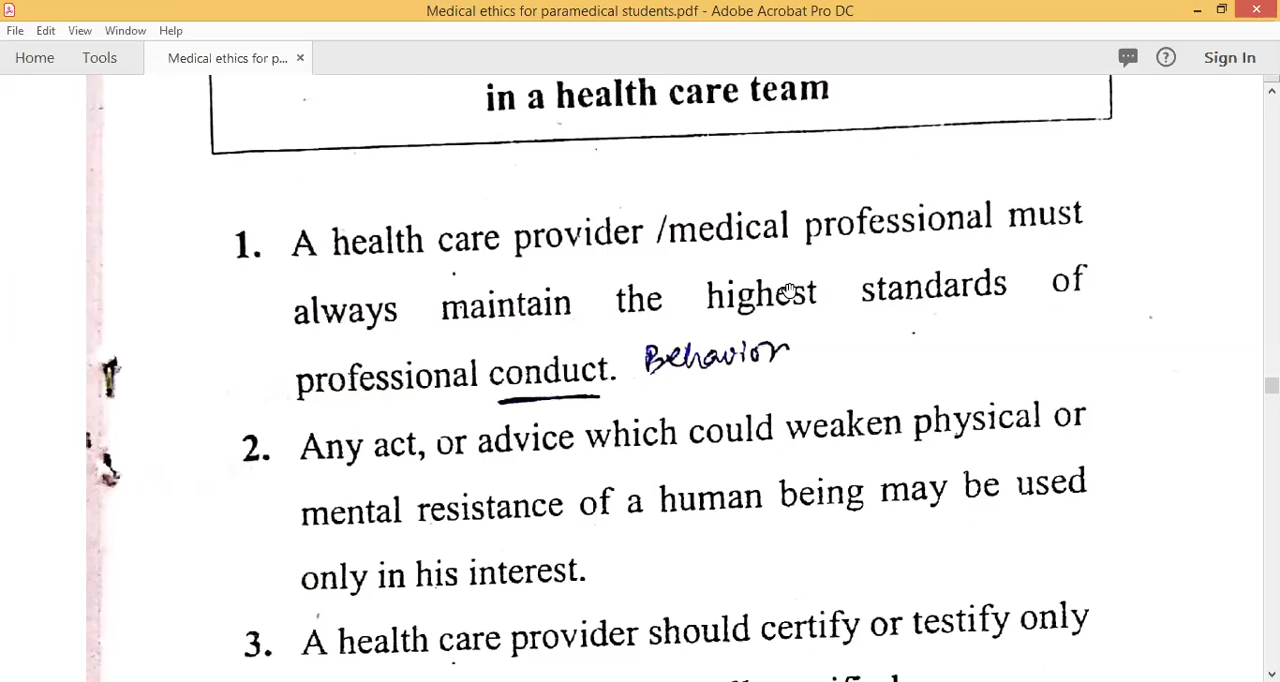 Medical ethics for paramedical students.pdf - Adobe Acrobat Pro DC
File Edit View Window Help
Home Tools Medical ethics for p... × Sign In
in a health care team
1. A health care provider /medical professional must
always maintain the highest standards of
professional conduct. Behavior
2. Any act, or advice which could weaken physical or
mental resistance of a human being may be used
only in his interest.
3. A health care provider should certify or testify only